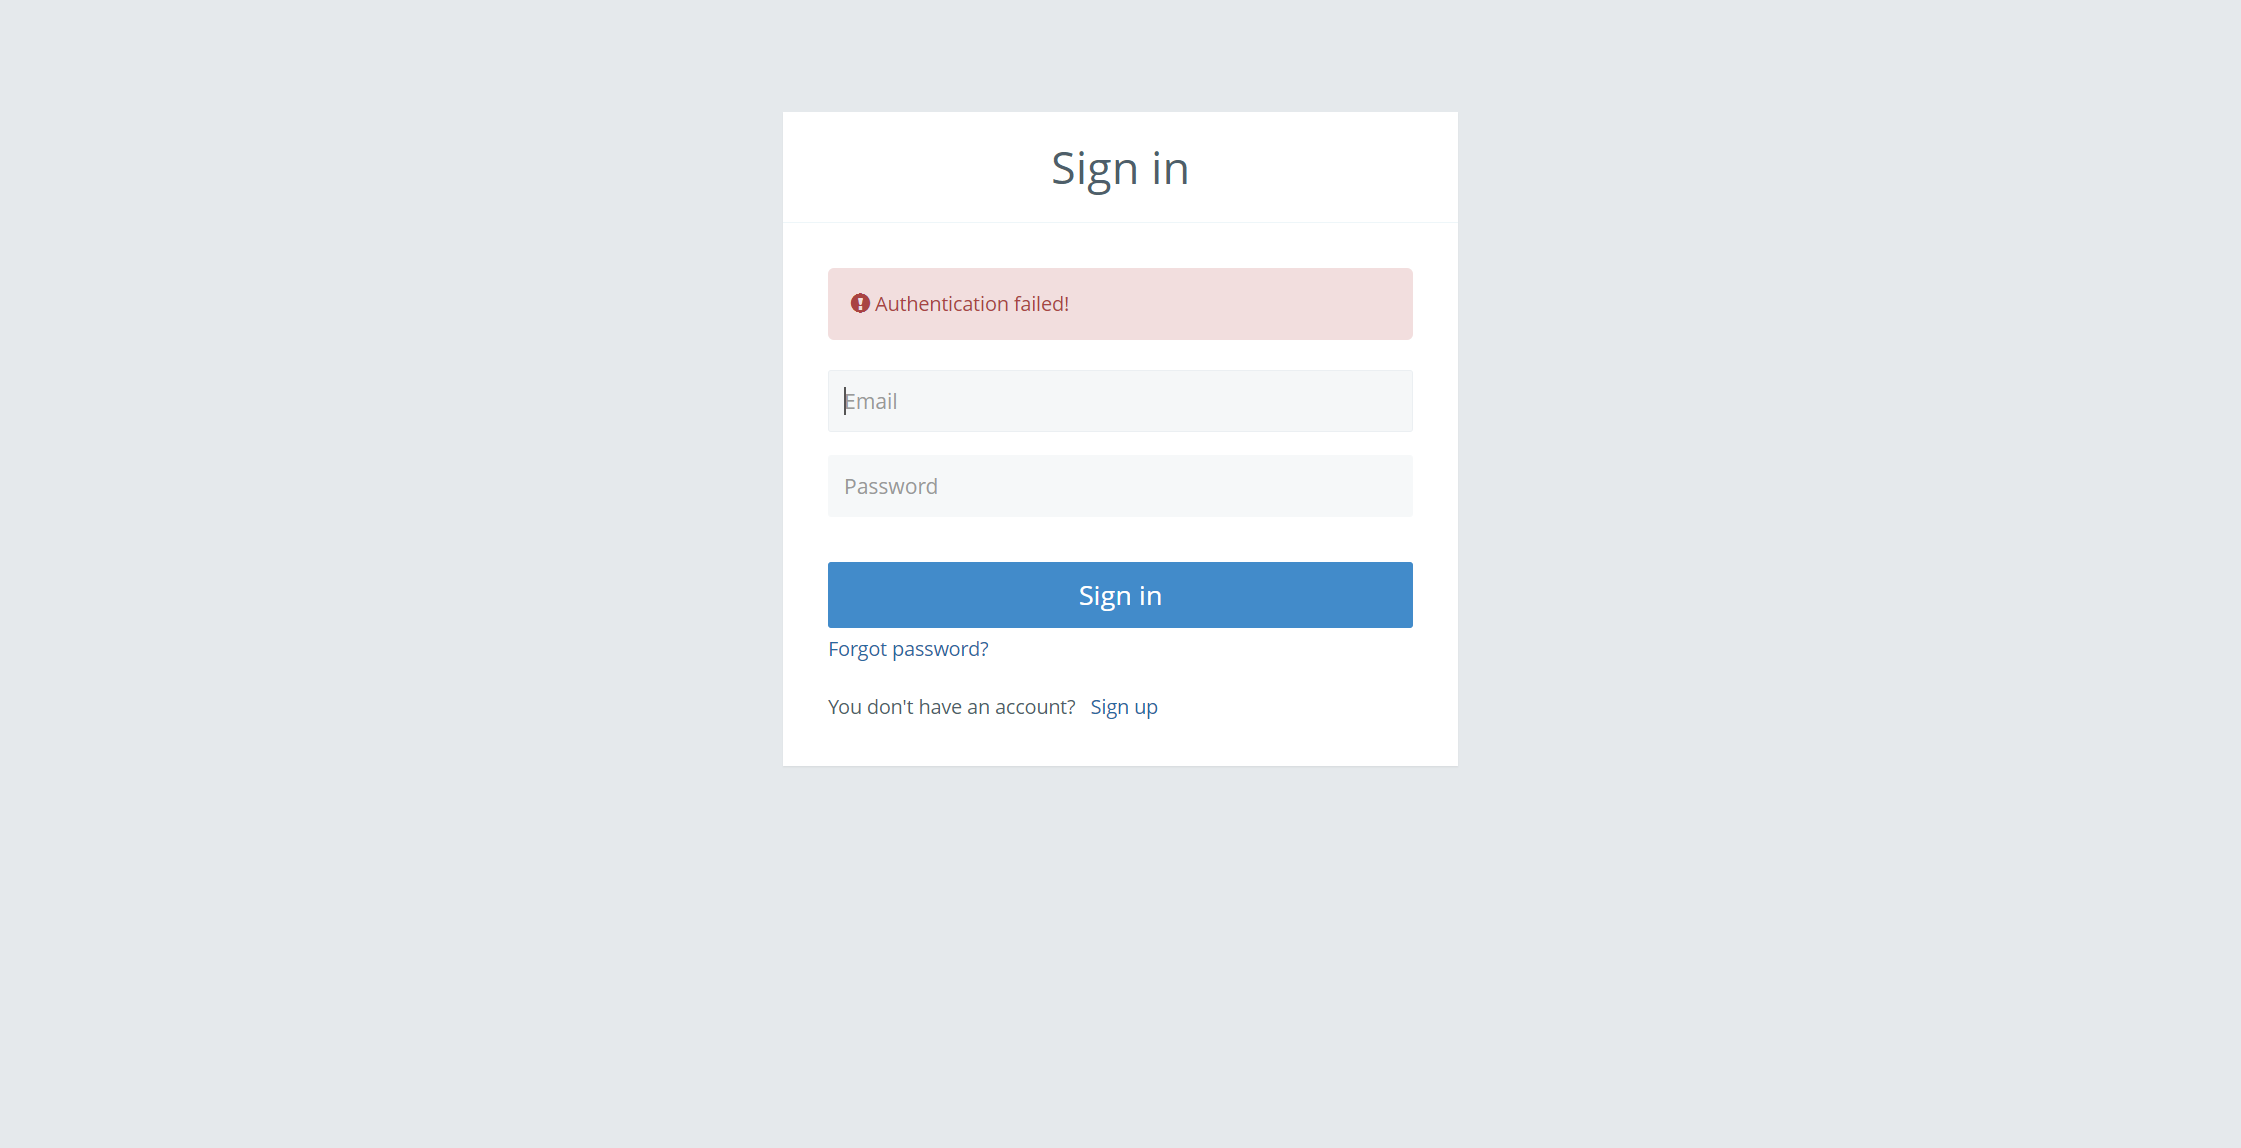 Sign in
Authentication failed!
Email
Password
Sign in
Forgot password?
You don't have an account? Sign up